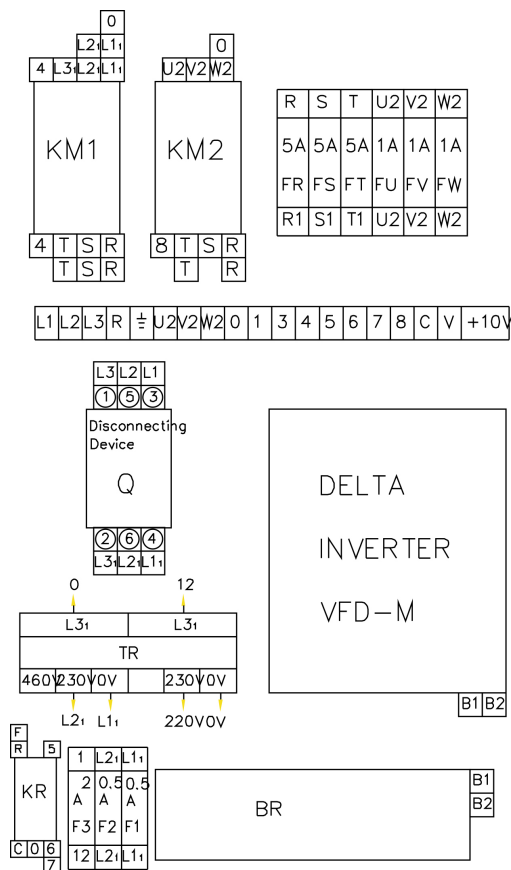 0
L2₁ L1₁
4 L3₁ L2₁ L1₁
KM1
4 T S R
T S R
0
U2 V2 W2
KM2
8 T S R
T R
R S T U2 V2 W2
5A 5A 5A 1A 1A 1A
FR FS FT FU FV FW
R1 S1 T1 U2 V2 W2
L1 L2 L3 R ⏚ U2 V2 W2 0 1 3 4 5 6 7 8 C V +10V
L3 L2 L1
① ⑤ ③
Disconnecting
Device
Q
② ⑥ ④
L3₁ L2₁ L1₁
DELTA
INVERTER
VFD-M
B1 B2
0 12
L3₁ L3₁
TR
460V 230V 0V 230V 0V
L2₁ L1₁ 220V 0V
F
R 5
KR
C 0 6
7
1 L2₁ L1₁
2 0.5 0.5
A A A
F3 F2 F1
12 L2₁ L1₁
BR
B1
B2